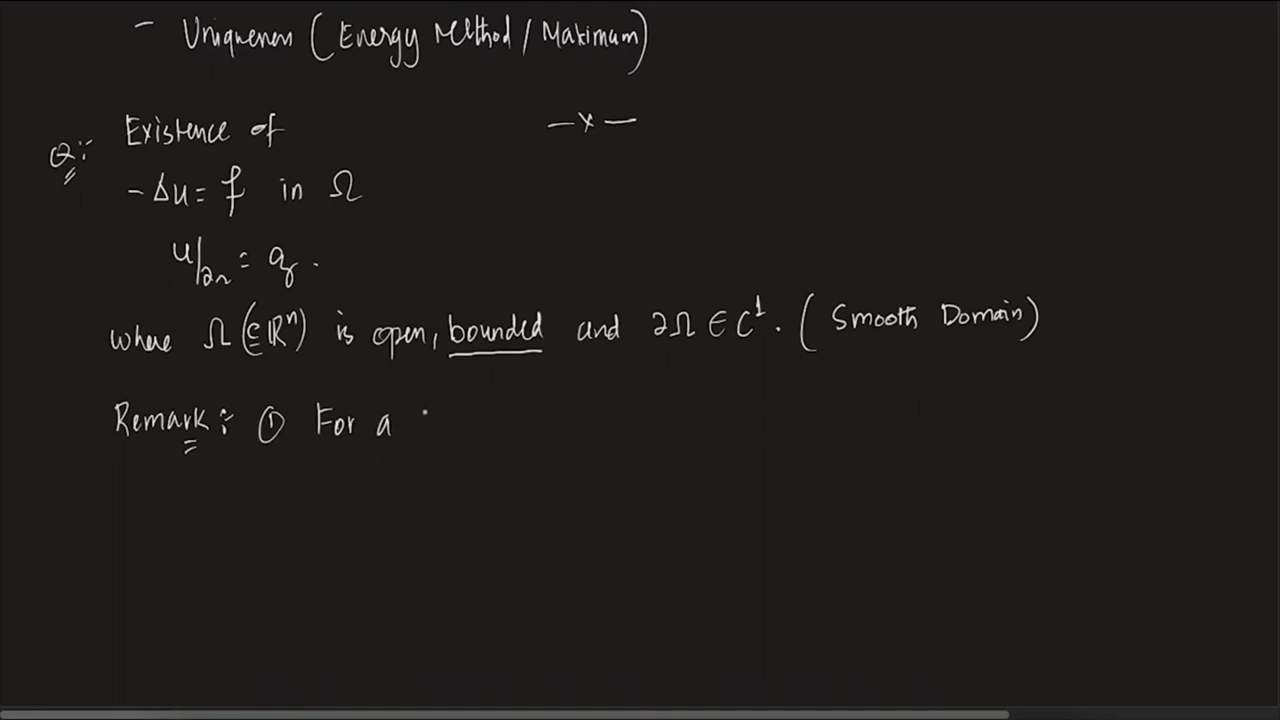 - Uniqueness (Energy Method / Maximum)
Existence of —x—
Q:- -Δu = f in Ω
u/∂Ω = g.
where Ω (⊆ ℝⁿ) is open, bounded and ∂Ω ∈ C¹. (Smooth Domain)
Remark:- ① For a